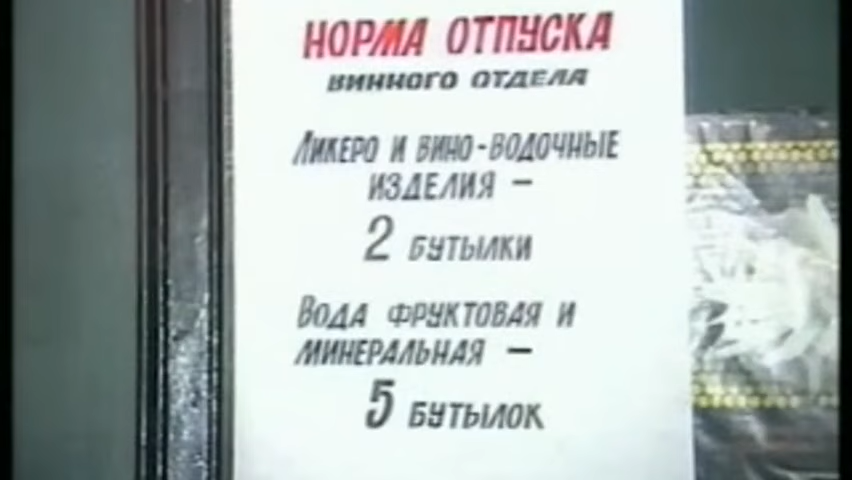 НОРМА ОТПУСКА
ВИННОГО ОТДЕЛА
ЛИКЕРО И ВИНО-ВОДОЧНЫЕ
ИЗДЕЛИЯ —
2 БУТЫЛКИ
ВОДА ФРУКТОВАЯ И
МИНЕРАЛЬНАЯ —
5 БУТЫЛОК